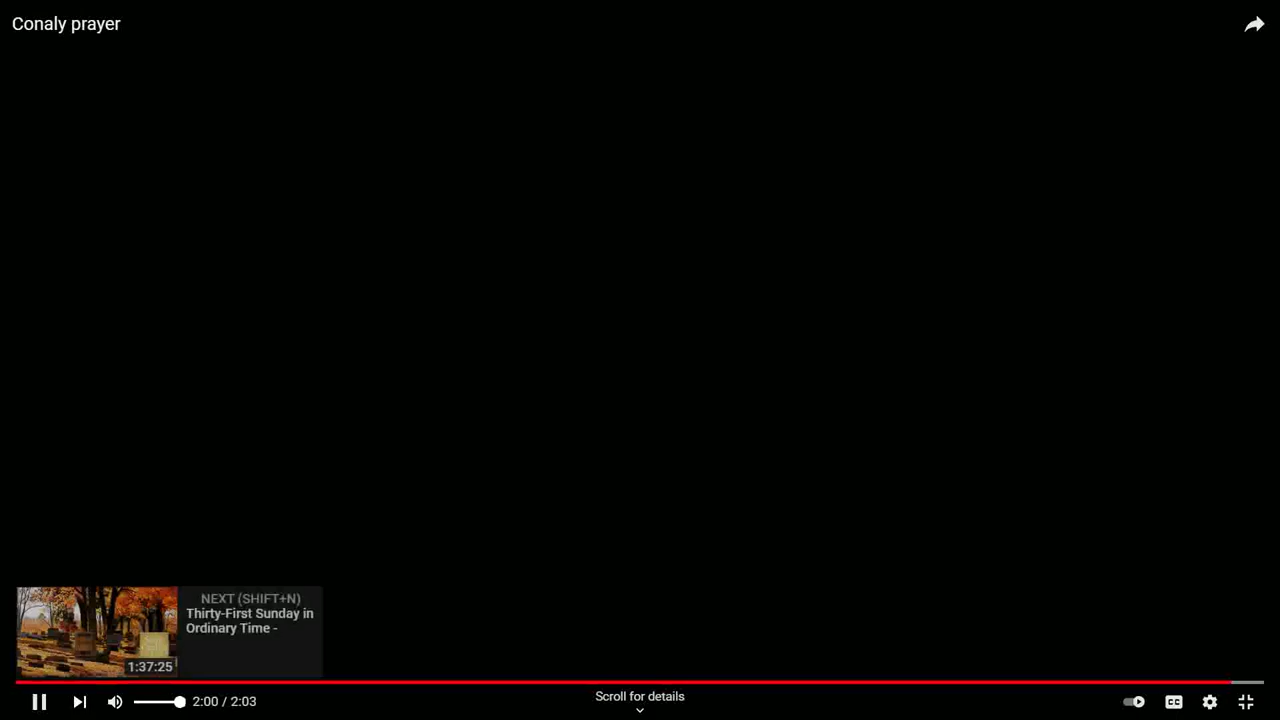 Conaly prayer
NEXT (SHIFT+N)
Thirty-First Sunday in
Ordinary Time -
1:37:25
2:00 / 2:03
Scroll for details
CC